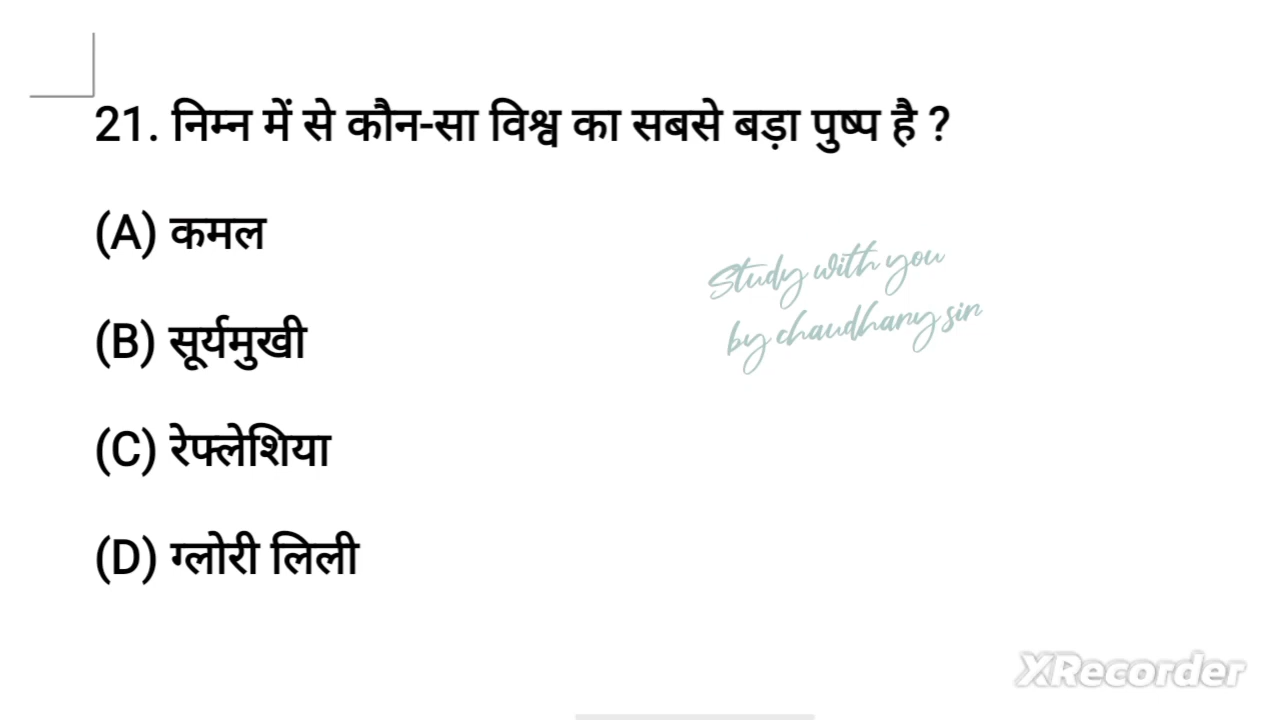 21. निम्न में से कौन-सा विश्व का सबसे बड़ा पुष्प है ?
(A) कमल
(B) सूर्यमुखी
(C) रेफ्लेशिया
(D) ग्लोरी लिली
Study with you
by chaudhary sir
XRecorder